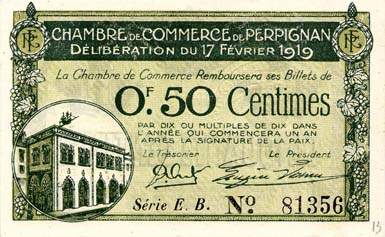 CHAMBRE DE COMMERCE DE PERPIGNAN
DÉLIBÉRATION DU 17 FÉVRIER 1919
La Chambre de Commerce Remboursera ses Billets de
0F.50 Centimes
PAR DIX OU MULTIPLES DE DIX DANS
L'ANNÉE QUI COMMENCERA UN AN
APRÈS LA SIGNATURE DE LA PAIX.
Le Trésorier Le Président
Série E. B. No 81356